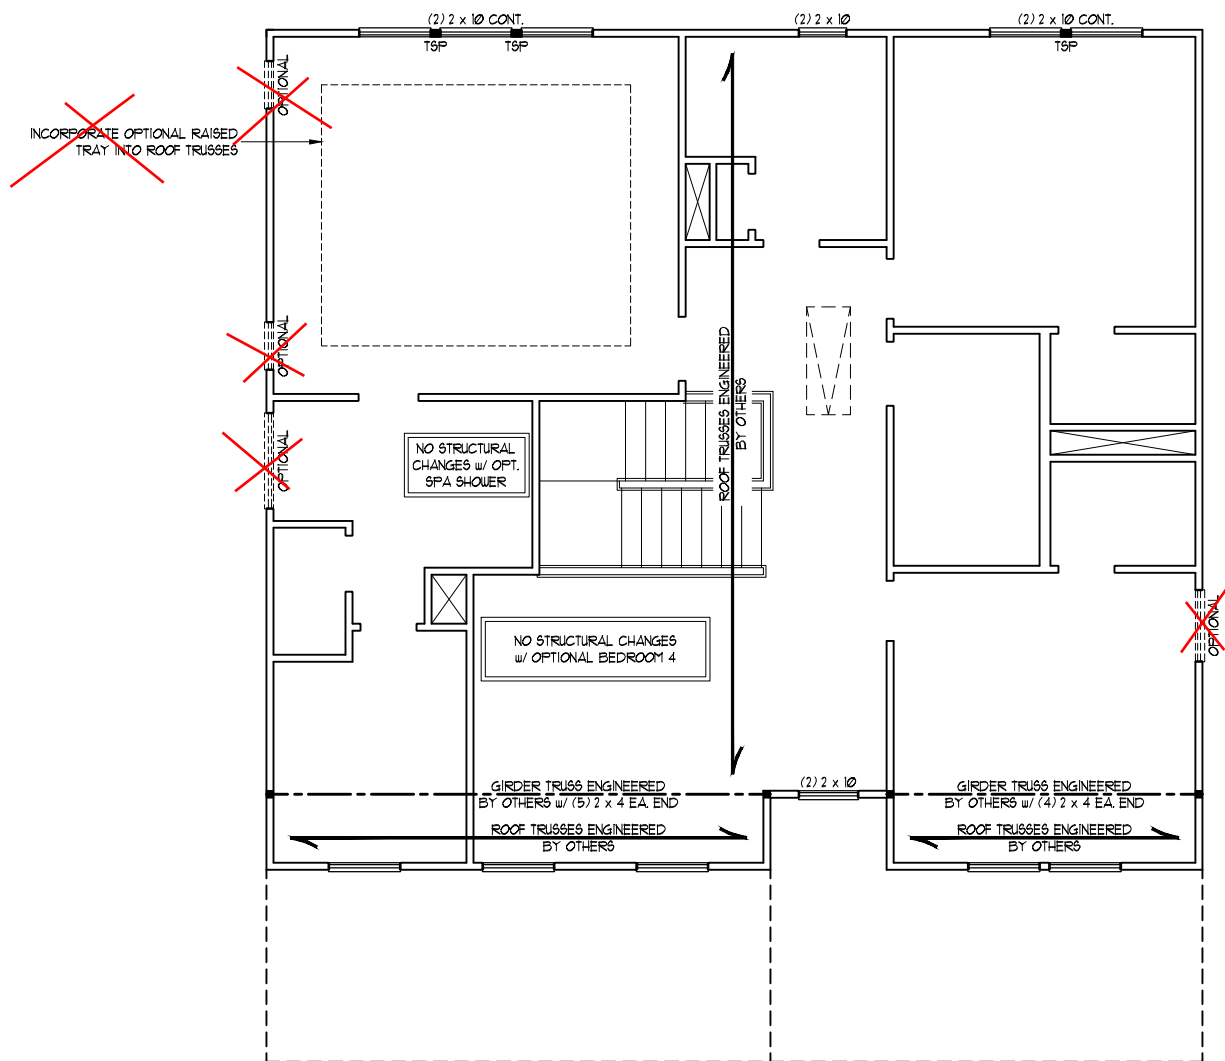 (2) 2 x 10 CONT.
(2) 2 x 10
(2) 2 x 10 CONT.
TSP
TSP
TSP
OPTIONAL
INCORPORATE OPTIONAL RAISED
TRAY INTO ROOF TRUSSES
OPTIONAL
ROOF TRUSSES ENGINEERED
BY OTHERS
OPTIONAL
NO STRUCTURAL
CHANGES w/ OPT.
SPA SHOWER
OPTIONAL
NO STRUCTURAL CHANGES
w/ OPTIONAL BEDROOM 4
GIRDER TRUSS ENGINEERED
BY OTHERS w/ (5) 2 x 4 EA. END
(2) 2 x 10
GIRDER TRUSS ENGINEERED
BY OTHERS w/ (4) 2 x 4 EA. END
ROOF TRUSSES ENGINEERED
BY OTHERS
ROOF TRUSSES ENGINEERED
BY OTHERS